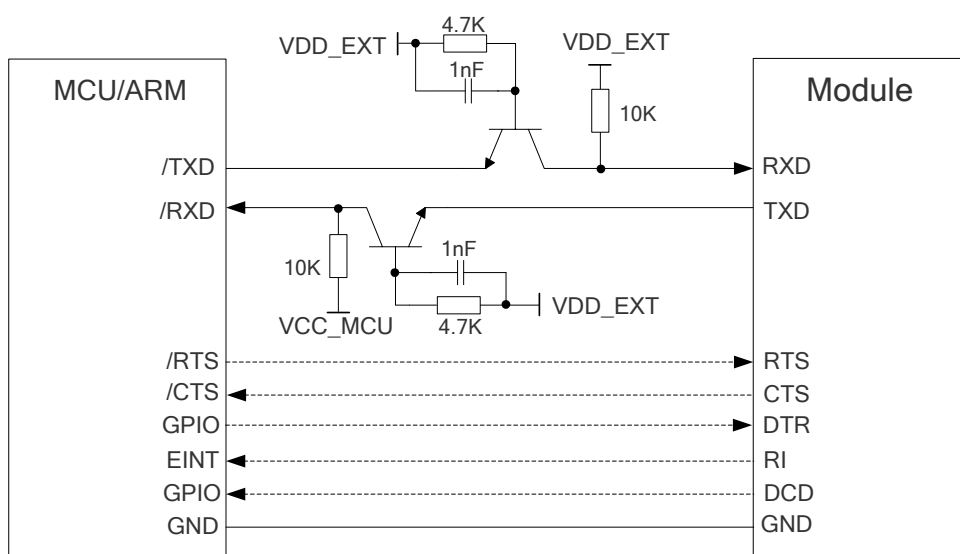 4.7K
VDD_EXT
VDD_EXT
1nF
MCU/ARM
Module
10K
/TXD
RXD
/RXD
TXD
1nF
10K
VDD_EXT
VCC_MCU
4.7K
/RTS
RTS
/CTS
CTS
GPIO
DTR
EINT
RI
GPIO
DCD
GND
GND